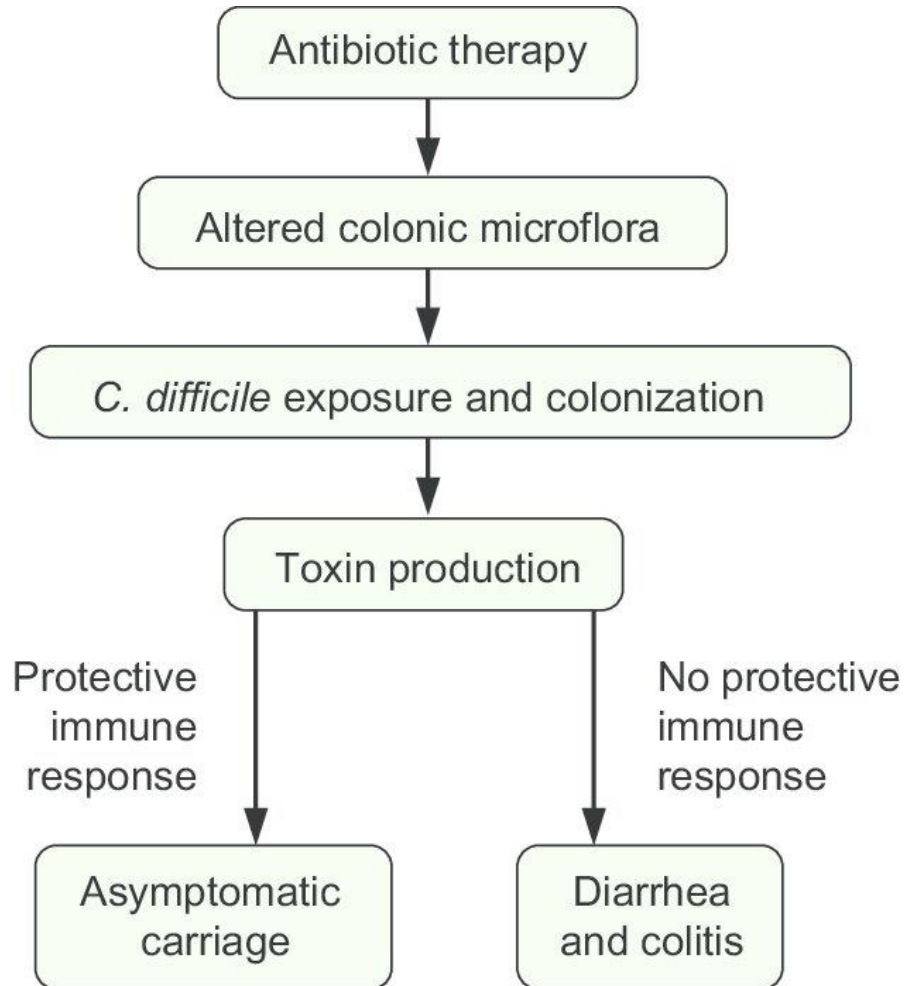 Antibiotic therapy
Altered colonic microflora
C. difficile exposure and colonization
Toxin production
Protective
immune
response
No protective
immune
response
Asymptomatic
carriage
Diarrhea
and colitis